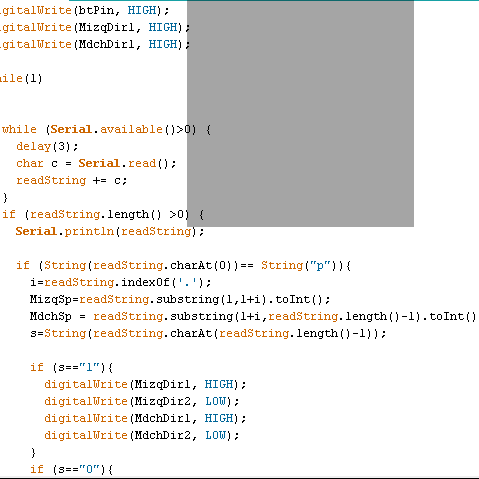 igitalWrite(btPin, HIGH);
igitalWrite(MizqDir1, HIGH);
igitalWrite(MdchDir1, HIGH);
hile(1)
while (Serial.available()>0) {
delay(3);
char c = Serial.read();
readString += c;
}
if (readString.length() >0) {
Serial.println(readString);
if (String(readString.charAt(0))== String("p")){
i=readString.indexOf('.');
MizqSp=readString.substring(1,1+i).toInt();
MdchSp = readString.substring(1+i,readString.length()-1).toInt()
s=String(readString.charAt(readString.length()-1));
if (s=="1"){
digitalWrite(MizqDir1, HIGH);
digitalWrite(MizqDir2, LOW);
digitalWrite(MdchDir1, HIGH);
digitalWrite(MdchDir2, LOW);
}
if (s=="0"){